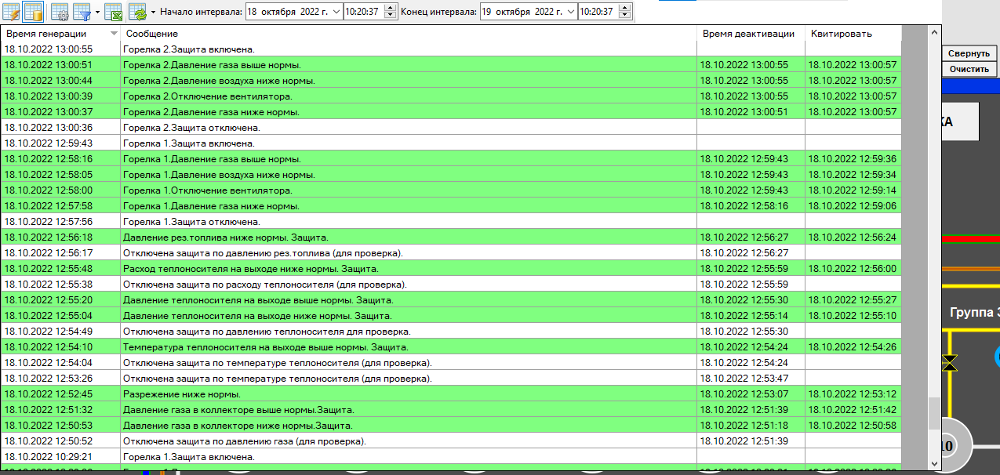 Начало интервала: 18 октября 2022 г. 10:20:37 Конец интервала: 19 октября 2022 г. 10:20:37
Время генерации Сообщение Время деактивации Квитировать
18.10.2022 13:00:55 Горелка 2.Защита включена.
18.10.2022 13:00:51 Горелка 2.Давление газа выше нормы. 18.10.2022 13:00:55 18.10.2022 13:00:57
18.10.2022 13:00:44 Горелка 2.Давление воздуха ниже нормы. 18.10.2022 13:00:55 18.10.2022 13:00:57
18.10.2022 13:00:39 Горелка 2.Отключение вентилятора. 18.10.2022 13:00:55 18.10.2022 13:00:57
18.10.2022 13:00:37 Горелка 2.Давление газа ниже нормы. 18.10.2022 13:00:51 18.10.2022 13:00:57
18.10.2022 13:00:36 Горелка 2.Защита отключена.
18.10.2022 12:59:43 Горелка 1.Защита включена.
18.10.2022 12:58:16 Горелка 1.Давление газа выше нормы. 18.10.2022 12:59:43 18.10.2022 12:59:36
18.10.2022 12:58:05 Горелка 1.Давление воздуха ниже нормы. 18.10.2022 12:59:43 18.10.2022 12:59:34
18.10.2022 12:58:00 Горелка 1.Отключение вентилятора. 18.10.2022 12:59:43 18.10.2022 12:59:14
18.10.2022 12:57:58 Горелка 1.Давление газа ниже нормы. 18.10.2022 12:58:16 18.10.2022 12:59:06
18.10.2022 12:57:56 Горелка 1.Защита отключена.
18.10.2022 12:56:18 Давление рез.топлива ниже нормы. Защита. 18.10.2022 12:56:27 18.10.2022 12:56:24
18.10.2022 12:56:17 Отключена защита по давлению рез.топлива (для проверка). 18.10.2022 12:56:27
18.10.2022 12:55:48 Расход теплоносителя на выходе ниже нормы. Защита. 18.10.2022 12:55:59 18.10.2022 12:56:00
18.10.2022 12:55:38 Отключена защита по расходу теплоносителя (для проверка). 18.10.2022 12:55:59
18.10.2022 12:55:20 Давление теплоносителя на выходе выше нормы. Защита. 18.10.2022 12:55:30 18.10.2022 12:55:27
18.10.2022 12:55:04 Давление теплоносителя на выходе ниже нормы. Защита. 18.10.2022 12:55:14 18.10.2022 12:55:10
18.10.2022 12:54:49 Отключена защита по давлению теплоносителя для проверка. 18.10.2022 12:55:30
18.10.2022 12:54:10 Температура теплоносителя на выходе выше нормы. Защита. 18.10.2022 12:54:24 18.10.2022 12:54:26
18.10.2022 12:54:04 Отключена защита по температуре теплоносителя (для проверка). 18.10.2022 12:54:24
18.10.2022 12:53:26 Отключена защита по температуре теплоносителя (для проверка). 18.10.2022 12:53:47
18.10.2022 12:52:45 Разрежение ниже нормы. 18.10.2022 12:53:07 18.10.2022 12:53:12
18.10.2022 12:51:32 Давление газа в коллекторе выше нормы.Защита. 18.10.2022 12:51:39 18.10.2022 12:51:42
18.10.2022 12:50:53 Давление газа в коллекторе ниже нормы.Защита. 18.10.2022 12:51:18 18.10.2022 12:50:58
18.10.2022 12:50:52 Отключена защита по давлению газа (для проверка). 18.10.2022 12:51:39
18.10.2022 10:29:21 Горелка 1.Защита включена.
Свернуть
Очистить
КА
Группа 3
10